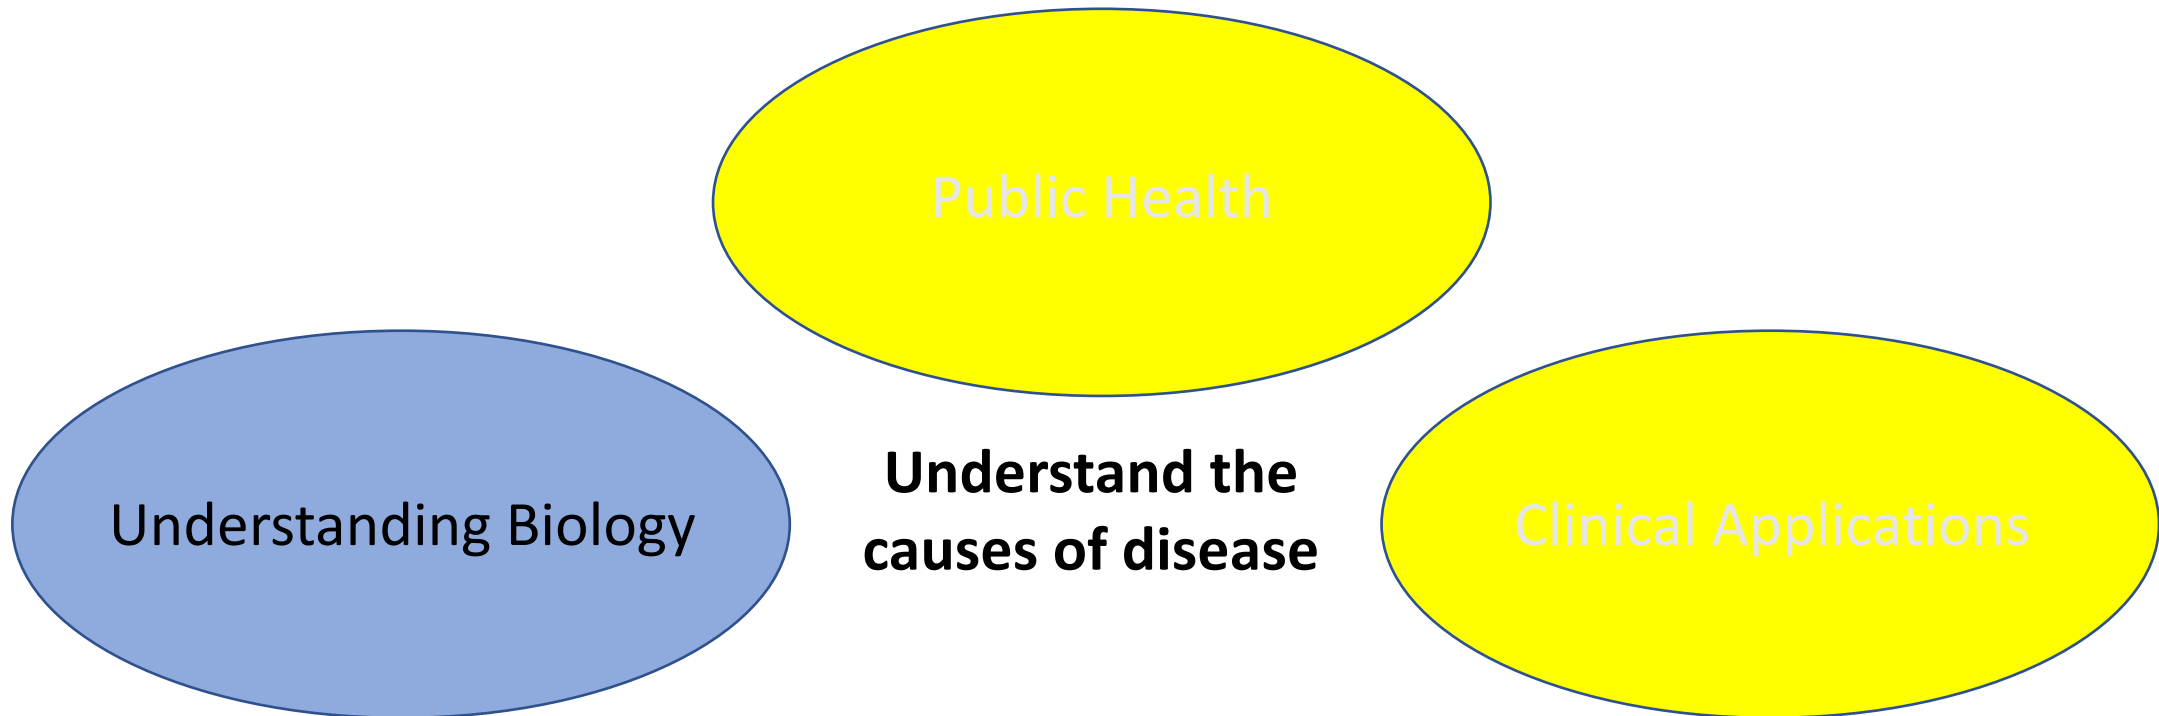 Public Health
Understanding Biology
Understand the
causes of disease
Clinical Applications